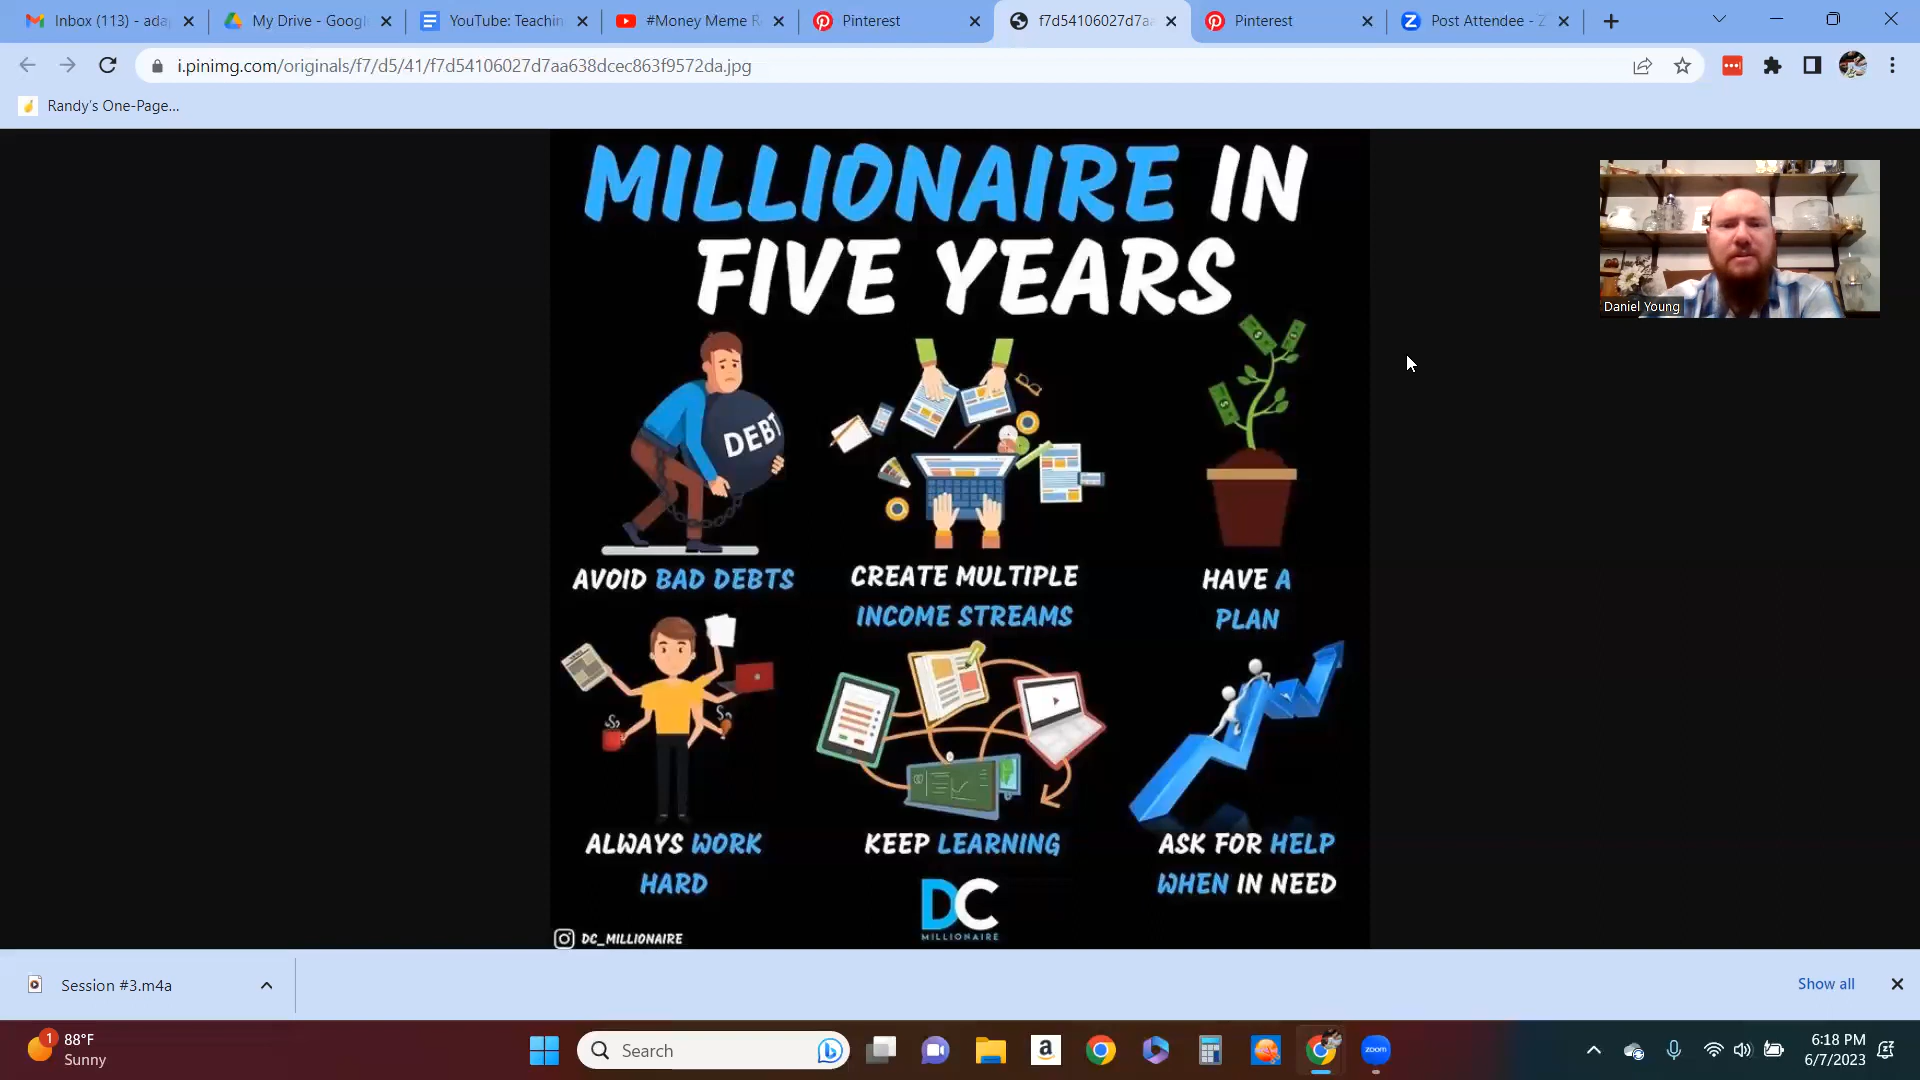 Inbox (113) - ada
My Drive - Googl
YouTube: Teachin
#Money Meme R
Pinterest
f7d54106027d7aa
Pinterest
Post Attendee - Z
i.pinimg.com/originals/f7/d5/41/f7d54106027d7aa638dcec863f9572da.jpg
Randy's One-Page...
MILLIONAIRE IN
FIVE YEARS
Daniel Young
DEBT
AVOID BAD DEBTS
CREATE MULTIPLE
INCOME STREAMS
HAVE A
PLAN
ALWAYS WORK
HARD
KEEP LEARNING
ASK FOR HELP
WHEN IN NEED
DC
MILLIONAIRE
DC_MILLIONAIRE
Session #3.m4a
Show all
1
88°F
Sunny
Search
a
zoom
6:18 PM
6/7/2023